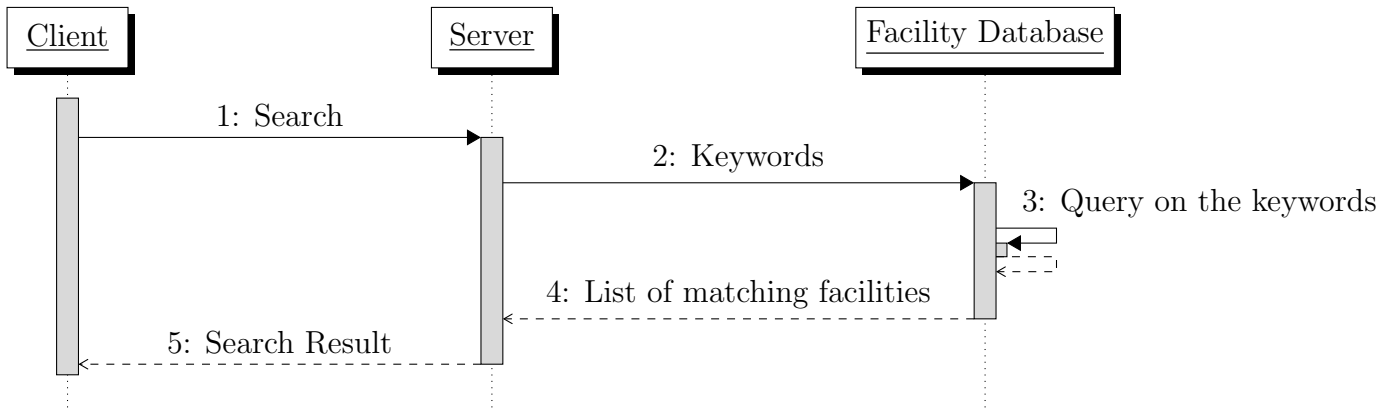 Client
Server
Facility Database
1: Search
2: Keywords
3: Query on the keywords
4: List of matching facilities
5: Search Result